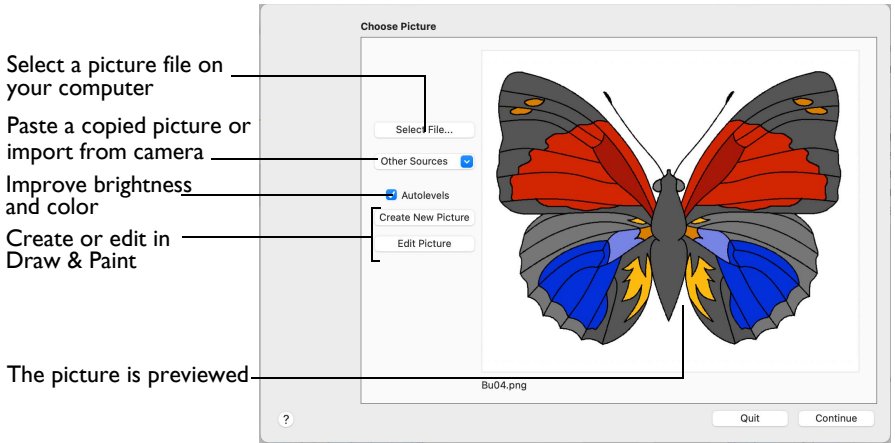 Choose Picture
Select a picture file on
your computer
Select File...
Paste a copied picture or
import from camera
Other Sources
Improve brightness
and color
Autolevels
Create New Picture
Create or edit in
Draw & Paint
Edit Picture
The picture is previewed
Bu04.png
?
Quit
Continue